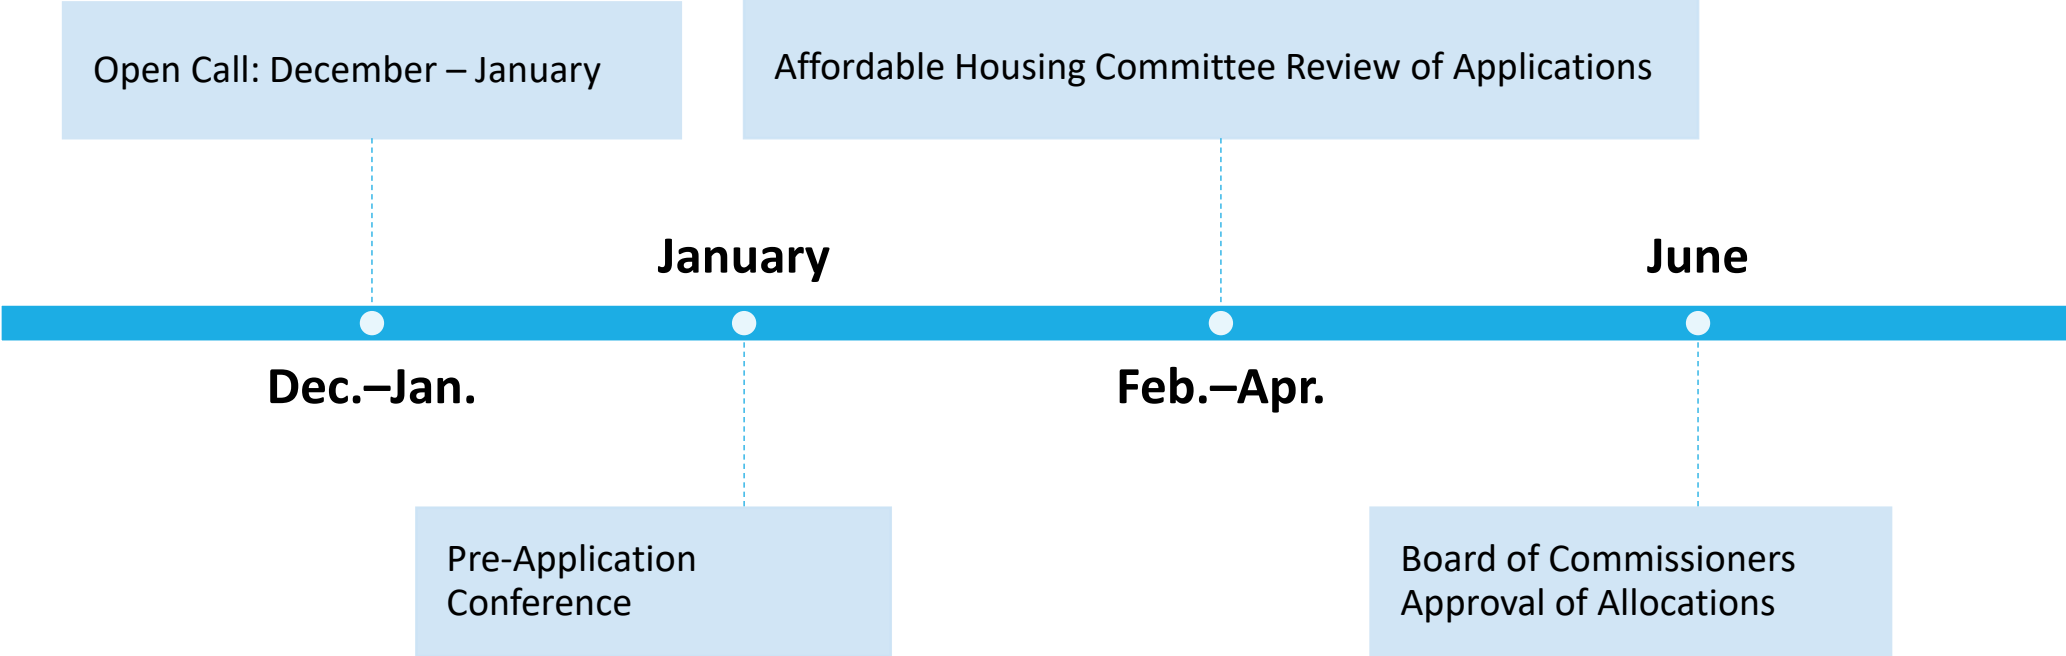 Open Call: December – January
Affordable Housing Committee Review of Applications
January
June
Dec.–Jan.
Feb.–Apr.
Pre-Application
Conference
Board of Commissioners
Approval of Allocations